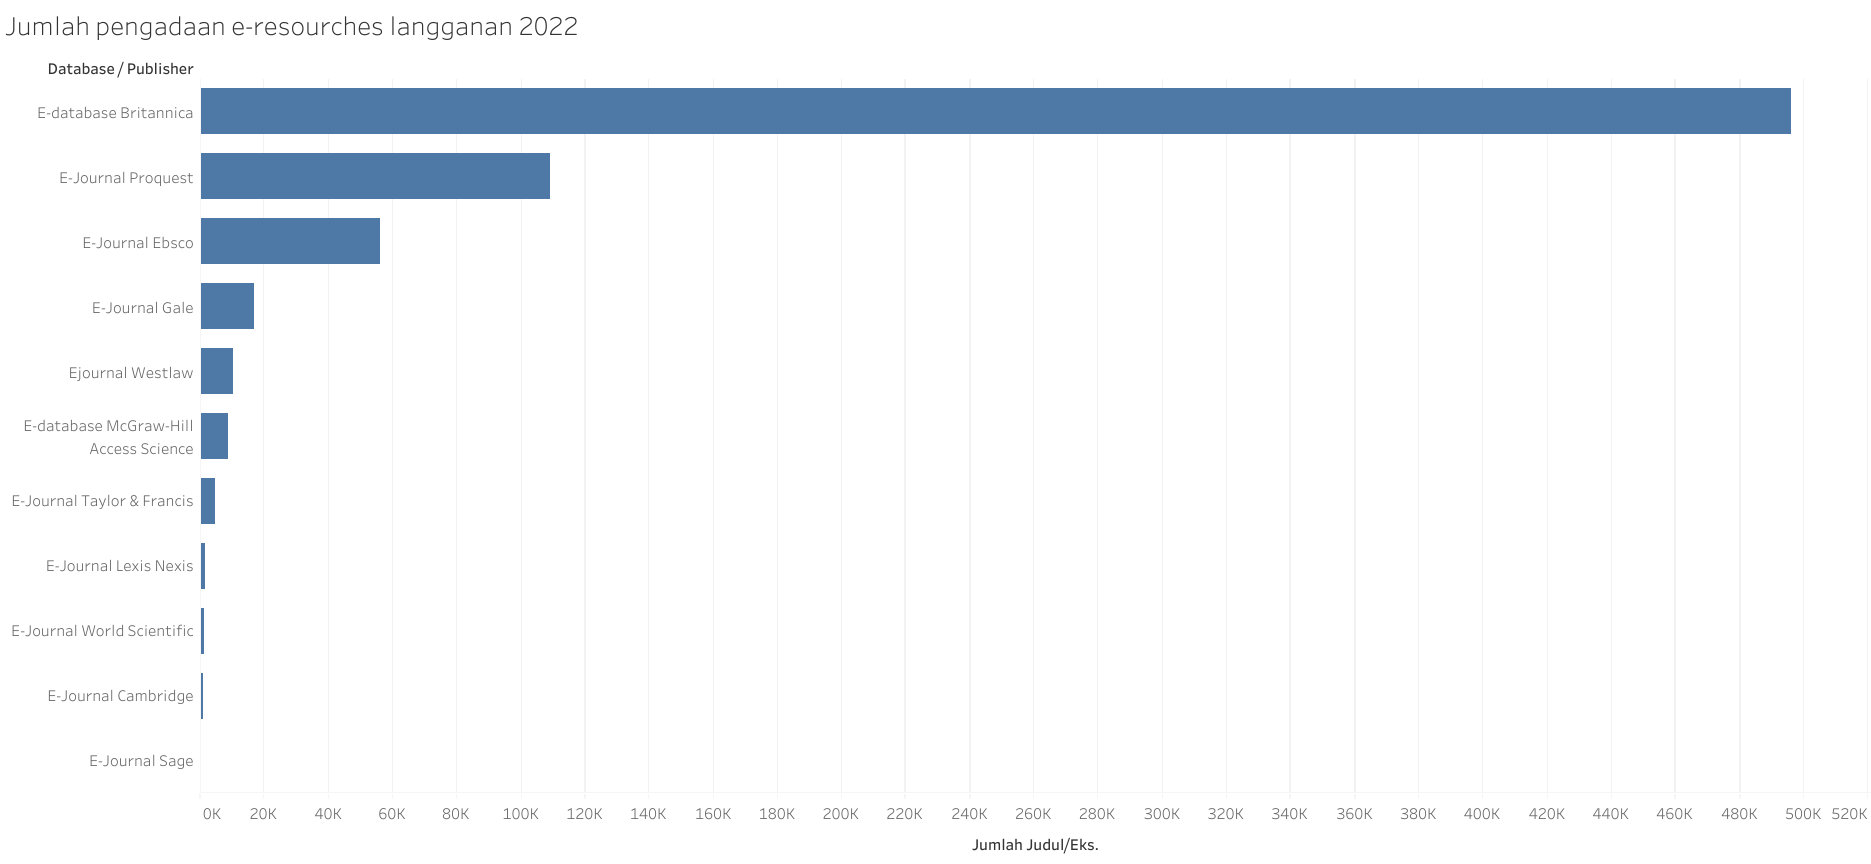 Jumlah pengadaan e-resourches langganan 2022
Database / Publisher
E-database Britannica
E-Journal Proquest
E-Journal Ebsco
E-Journal Gale
Ejournal Westlaw
E-database McGraw-Hill
Access Science
E-Journal Taylor & Francis
E-Journal Lexis Nexis
E-Journal World Scientific
E-Journal Cambridge
E-Journal Sage
0K 20K 40K 60K 80K 100K 120K 140K 160K 180K 200K 220K 240K 260K 280K 300K 320K 340K 360K 380K 400K 420K 440K 460K 480K 500K 520K
Jumlah Judul/Eks.